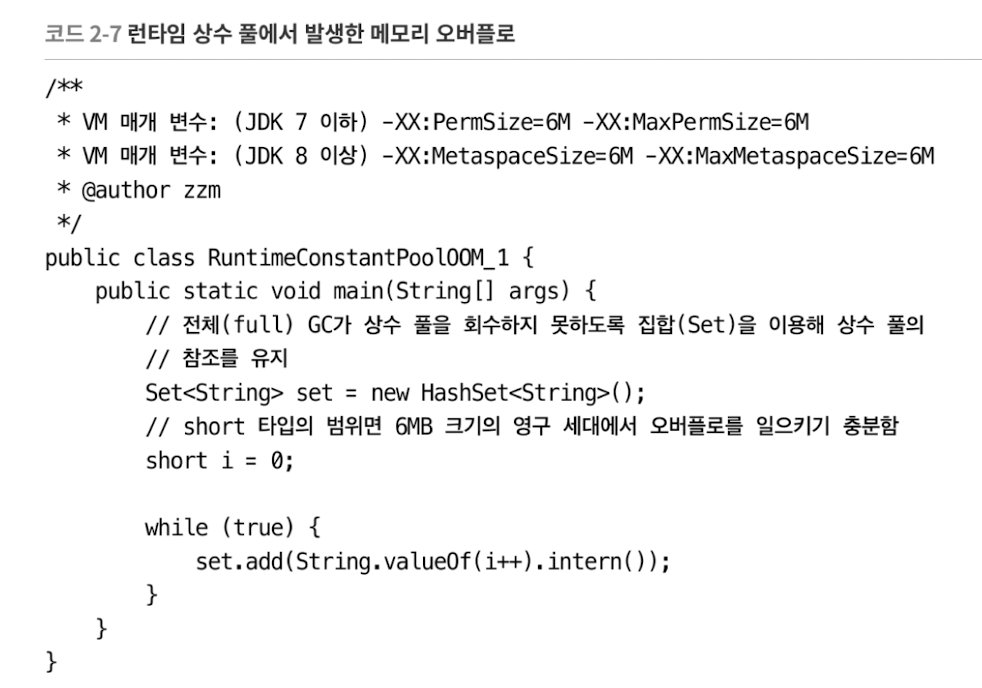 코드 2-7 런타임 상수 풀에서 발생한 메모리 오버플로
/**
 * VM 매개 변수: (JDK 7 이하) -XX:PermSize=6M -XX:MaxPermSize=6M
 * VM 매개 변수: (JDK 8 이상) -XX:MetaspaceSize=6M -XX:MaxMetaspaceSize=6M
 * @author zzm
 */
public class RuntimeConstantPoolOOM_1 {
    public static void main(String[] args) {
        // 전체(full) GC가 상수 풀을 회수하지 못하도록 집합(Set)을 이용해 상수 풀의
        // 참조를 유지
        Set<String> set = new HashSet<String>();
        // short 타입의 범위면 6MB 크기의 영구 세대에서 오버플로를 일으키기 충분함
        short i = 0;
        while (true) {
            set.add(String.valueOf(i++).intern());
        }
    }
}